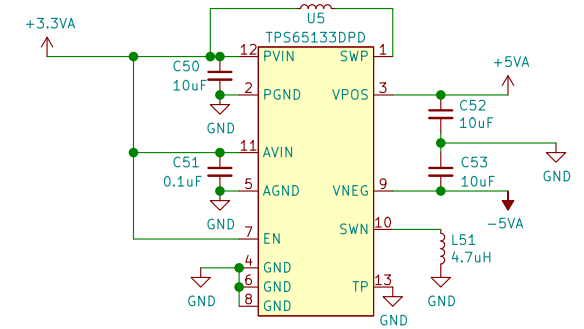 U5
TPS65133DPD
+3.3VA
12 PVIN SWP 1
C50
10uF
+5VA
2 PGND VPOS 3
GND
C52
10uF
11 AVIN
C51
0.1uF
C53
10uF
GND
5 AGND VNEG 9
GND
-5VA
SWN 10
7 EN
L51
4.7uH
4 GND
6 GND TP 13
8 GND
GND
GND
GND